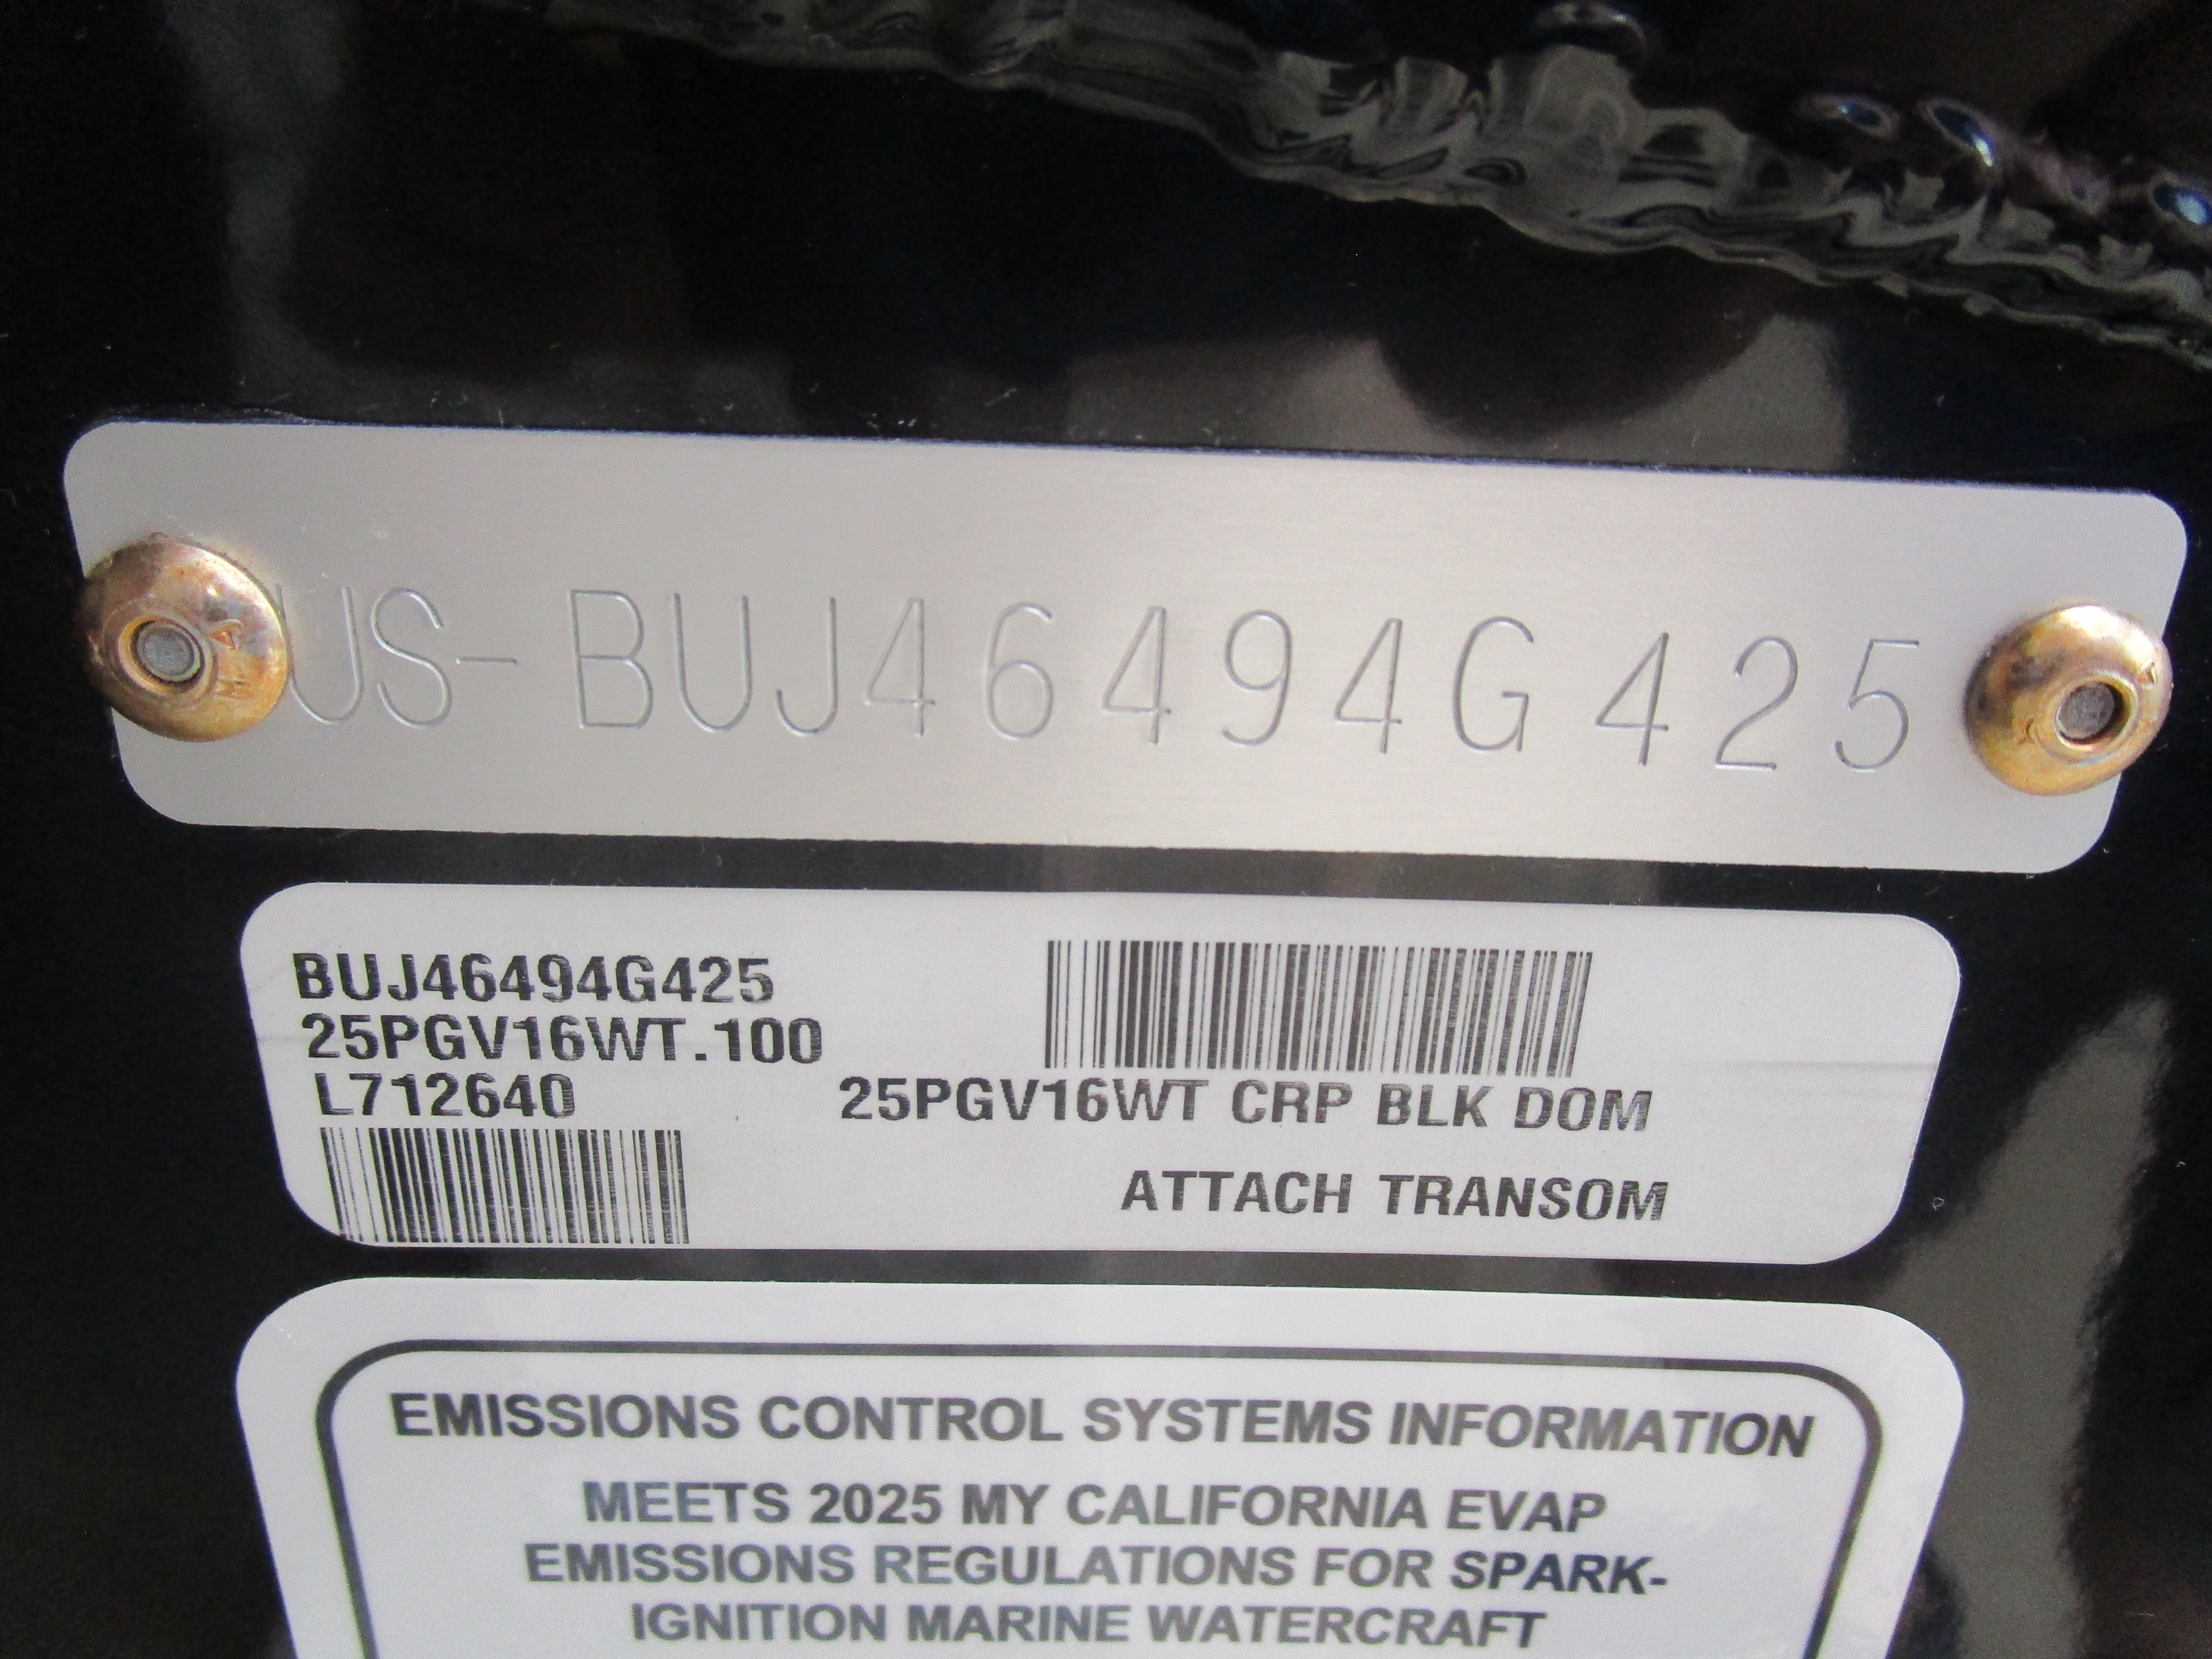 US-BUJ46494G425
BUJ46494G425
25PGV16WT.100
L712640
25PGV16WT CRP BLK DOM
ATTACH TRANSOM
EMISSIONS CONTROL SYSTEMS INFORMATION
MEETS 2025 MY CALIFORNIA EVAP
EMISSIONS REGULATIONS FOR SPARK-
IGNITION MARINE WATERCRAFT